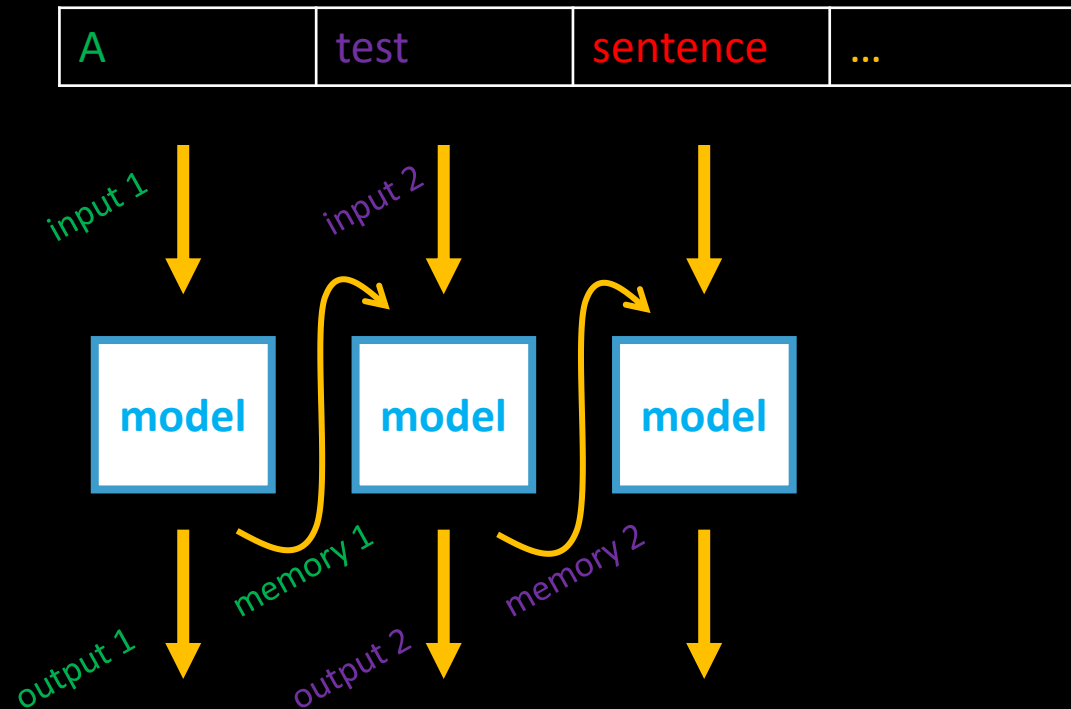 A test sentence ...
input 1 input 2
model model model
memory 1 memory 2
output 1 output 2